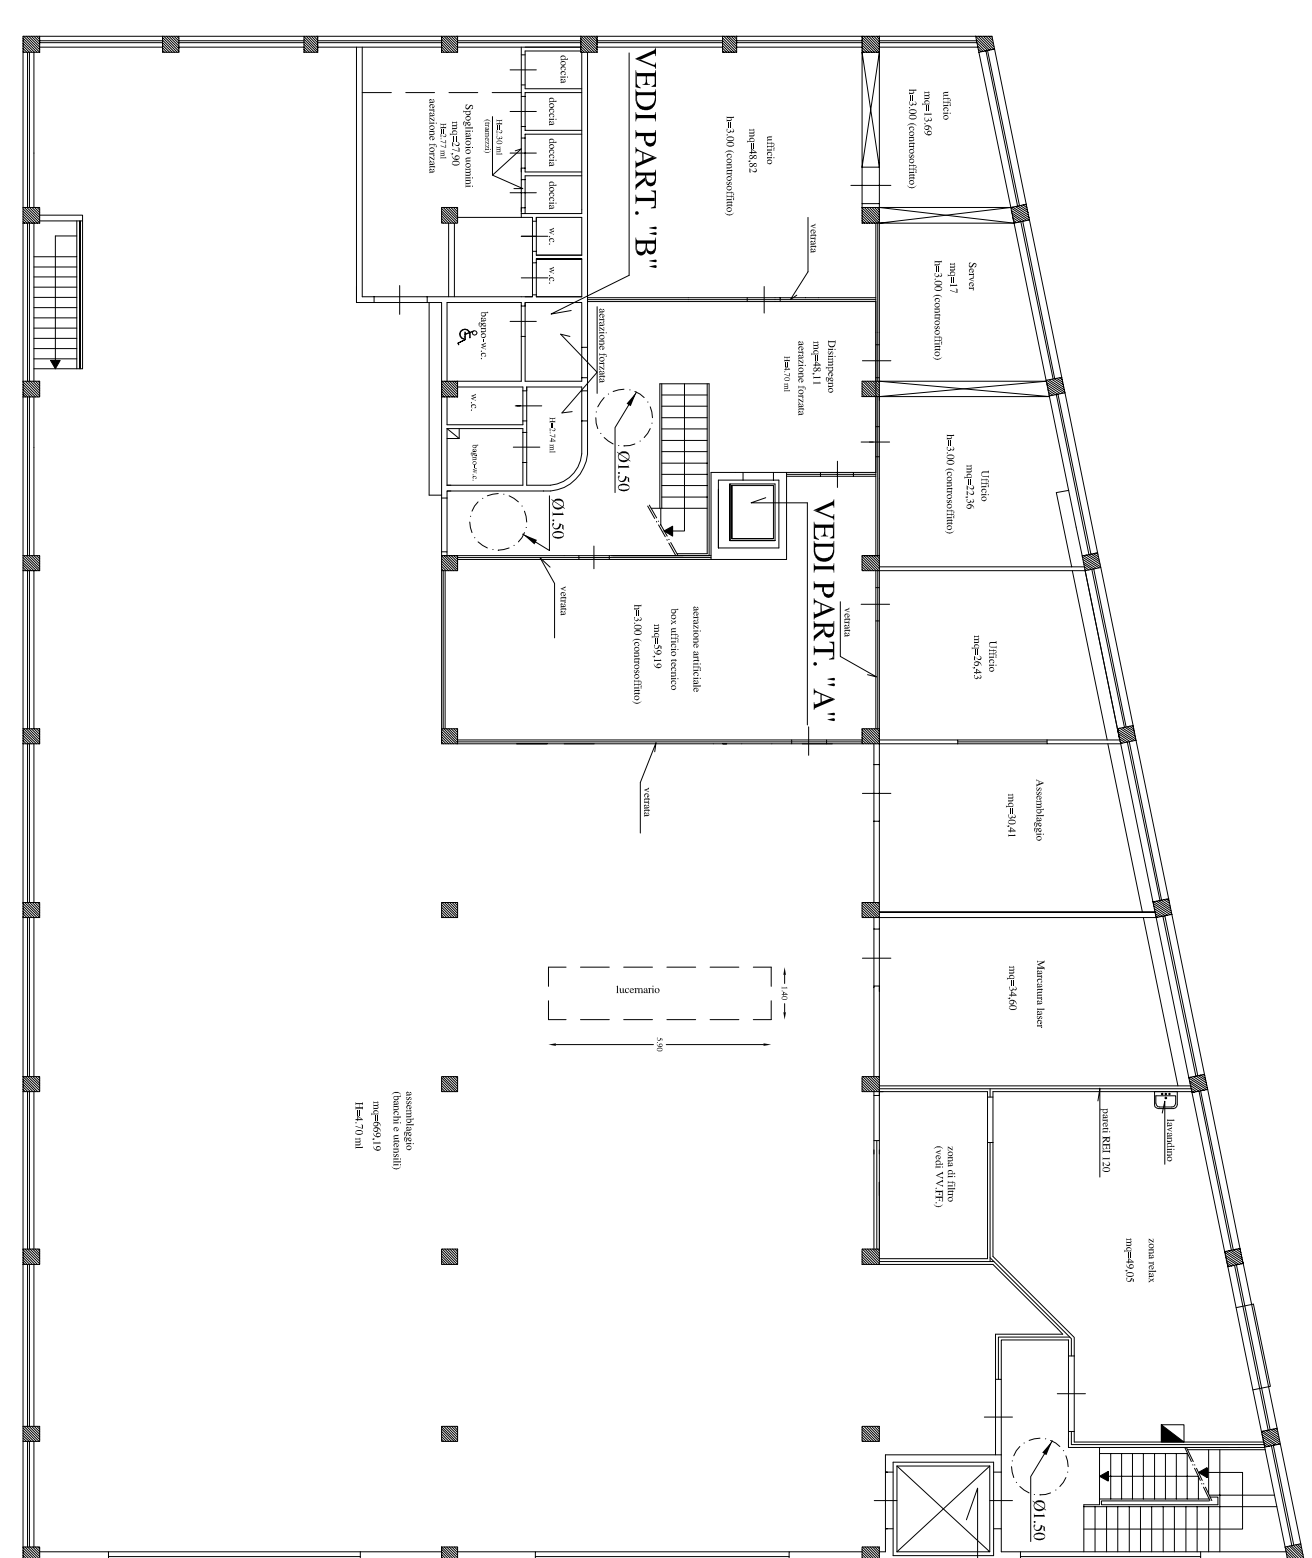 doccia
doccia
doccia
doccia
w.c.
w.c.
Spogliatoio uomini
mq=27,90
H=2.77 ml
aerazione forzata
H=2.30 ml
(tramezzi)
VEDI PART. "B"
ufficio
mq=48,82
h=3.00 (controsoffitto)
vetrata
ufficio
mq=13.69
h=3.00 (controsoffitto)
Server
mq=17
h=3.00 (controsoffitto)
bagno-w.c.
aerazione forzata
w.c.
H=2.74 ml
bagno-w.c.
Ø1.50
Ø1.50
Disimpegno
mq=48,11
aerazione forzata
H=4.70 ml
Ufficio
mq=22,36
h=3.00 (controsoffitto)
VEDI PART. "A"
vetrata
vetrata
aerazione artificiale
box ufficio tecnico
mq=59,19
h=3.00 (controsoffitto)
Ufficio
mq=26,43
vetrata
Assemblaggio
mq=30,41
lucernario
1.40
5.90
Marcatura laser
mq=34,60
assemblaggio
(banchi e utensili)
mq=669,19
H=4.70 ml
zona di filtro
(vedi VV.FF.)
pareti REI 120
lavandino
zona relax
mq=49,05
Ø1.50